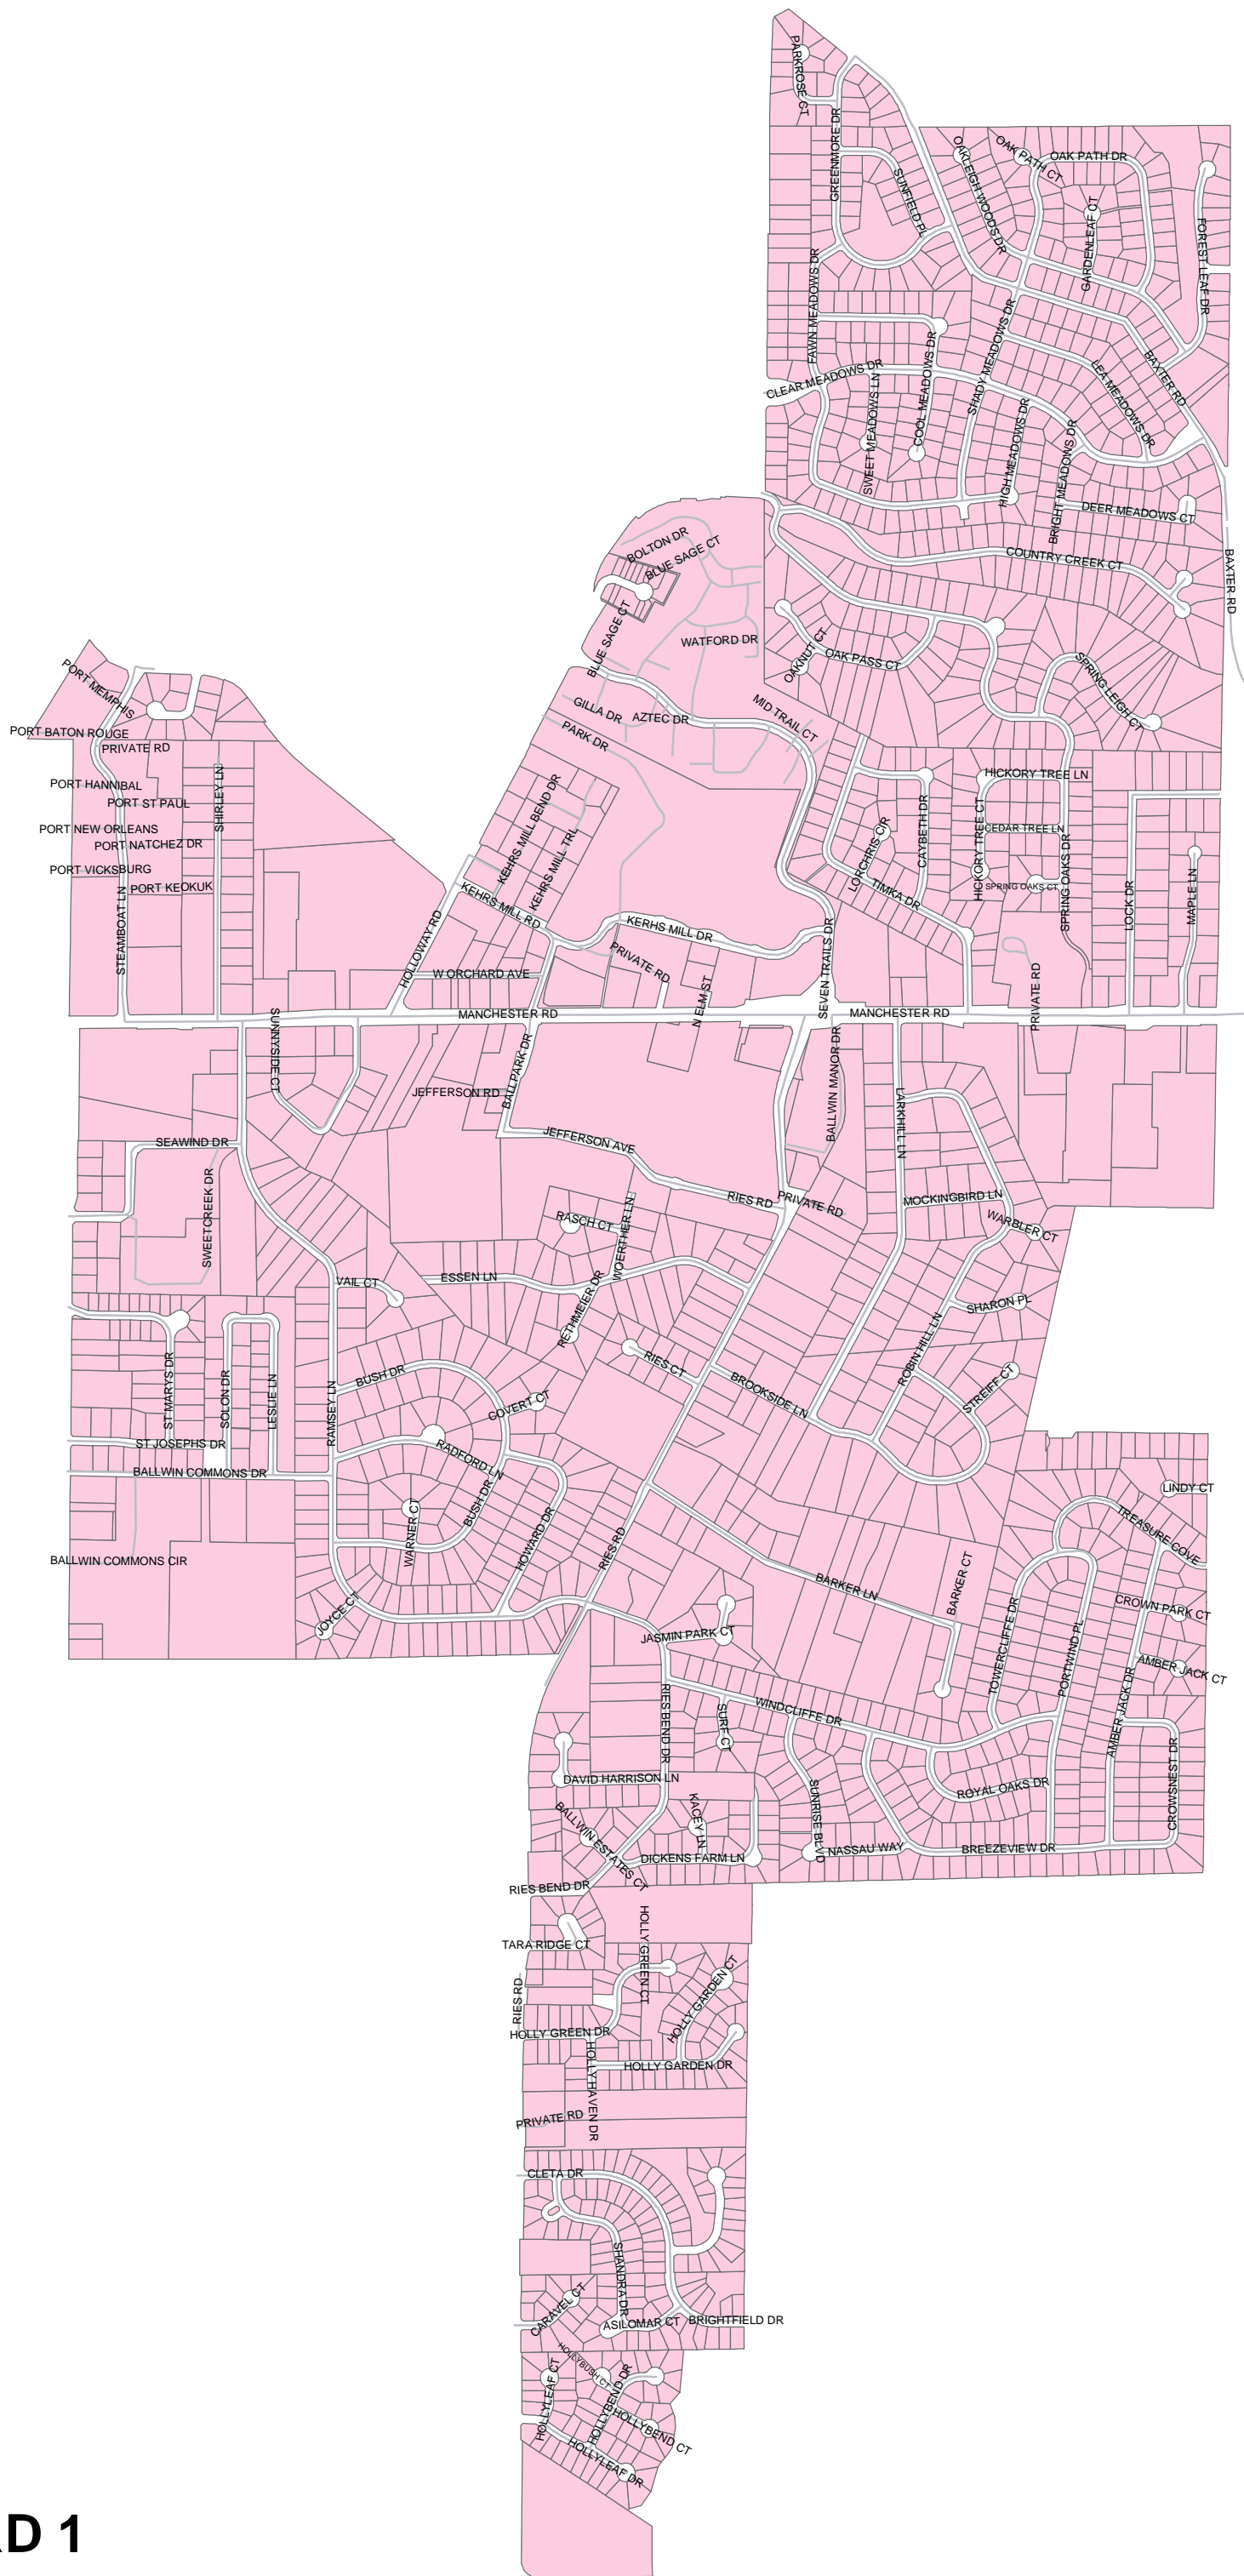 PARKROSE CT
GREENMORE DR
SUNFIELD PL
OAKLEIGH WOODS DR
OAK PATH CT
OAK PATH DR
GARDENLEAF CT
FOREST LEAF DR
FAWN MEADOWS DR
CLEAR MEADOWS DR
SWEET MEADOWS LN
COOL MEADOWS DR
SHADY MEADOWS DR
HIGH MEADOWS DR
LEA MEADOWS DR
BAXTER RD
BRIGHT MEADOWS DR
DEER MEADOWS CT
COUNTRY CREEK CT
BAXTER RD
BOLTON DR
BLUE SAGE CT
BLUE SAGE CT
WATFORD DR
OAKNUT CT
OAK PASS CT
SPRING LEIGH CT
GILLA DR
AZTEC DR
MID TRAIL CT
PARK DR
PORT MEMPHIS
PORT BATON ROUGE
PRIVATE RD
PORT HANNIBAL
PORT ST PAUL
SHIRLEY LN
PORT NEW ORLEANS
PORT NATCHEZ DR
PORT VICKSBURG
PORT KEOKUK
STEAMBOAT LN
KEHRS MILL BEND DR
KEHRS MILL TRL
KEHRS MILL RD
KERHS MILL DR
HOLLOWAY RD
W ORCHARD AVE
PRIVATE RD
N ELM ST
SEVEN TRAILS DR
LORCHRIS CIR
CAYBETH DR
TIMKA DR
HICKORY TREE LN
HICKORY TREE CT
CEDAR TREE LN
SPRING OAKS CT
SPRING OAKS DR
LOCK DR
MAPLE LN
PRIVATE RD
MANCHESTER RD
MANCHESTER RD
SUNNYSIDE CT
BALLPARK DR
JEFFERSON RD
JEFFERSON AVE
BALLWIN MANOR DR
LARKHILL LN
SEAWIND DR
SWEETCREEK DR
RIES RD
PRIVATE RD
MOCKINGBIRD LN
WARBLER CT
RASCH CT
WOERTHER LN
VAIL CT
ESSEN LN
RETHMEIER DR
SHARON PL
ROBIN HILL LN
ST MARYS DR
SOLON DR
LESLIE LN
RAMSEY LN
BUSH DR
RIES CT
BROOKSIDE LN
STREIFF CT
COVERT CT
ST JOSEPHS DR
BALLWIN COMMONS DR
RADFORD LN
BUSH DR
WARNER CT
HOWARD DR
RIES RD
BALLWIN COMMONS CIR
JOYCE CT
LINDY CT
TREASURE COVE
BARKER LN
BARKER CT
CROWN PARK CT
TOWERCLIFFE DR
PORTWIND PL
JASMIN PARK CT
AMBER JACK CT
AMBER JACK DR
RIES BEND DR
SURF CT
WINDCLIFFE DR
DAVID HARRISON LN
SUNRISE BLVD
ROYAL OAKS DR
CROWSNEST DR
BALLWIN ESTATES CT
KACEY LN
DICKENS FARM LN
NASSAU WAY
BREEZEVIEW DR
RIES BEND DR
TARA RIDGE CT
HOLLY GREEN CT
HOLLY GARDEN CT
RIES RD
HOLLY GREEN DR
HOLLY GARDEN DR
HOLLY HAVEN DR
PRIVATE RD
CLETA DR
SHANDRA DR
CARAVEL CT
ASILOMAR CT
BRIGHTFIELD DR
HOLLYBUSH CT
HOLLYLEAF CT
HOLLYBEND DR
HOLLYBEND CT
HOLLYLEAF DR
D 1